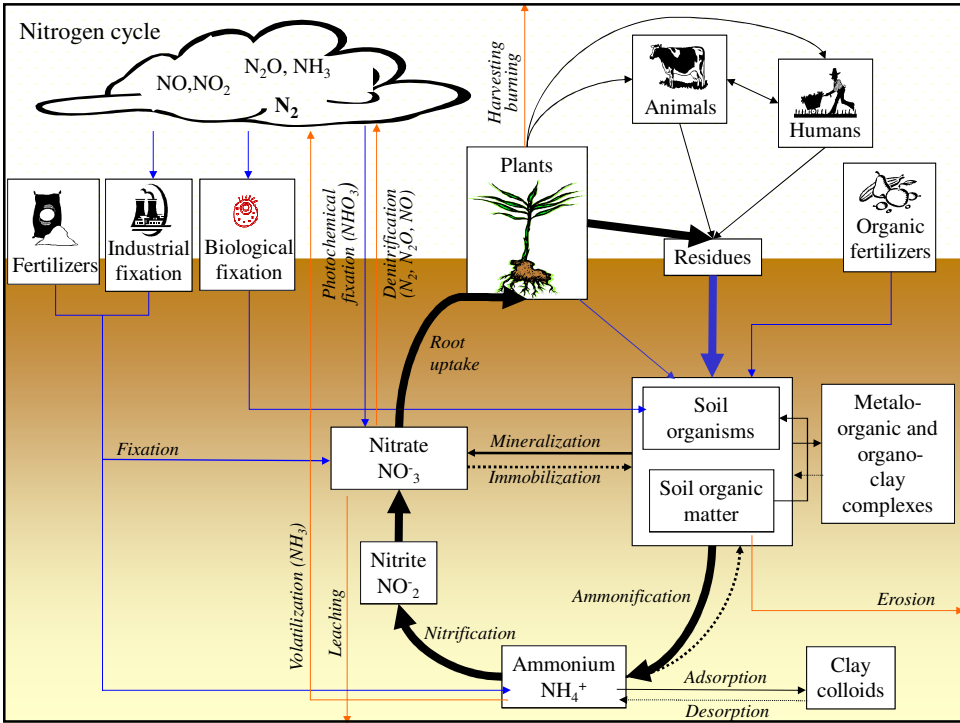 Nitrogen cycle
NO,NO₂
N₂O, NH₃
N₂
Harvesting
burning
Animals
Humans
Plants
Fertilizers
Industrial
fixation
Biological
fixation
Photochemical
fixation (NHO₃)
Denitrification
(N₂, N₂O, NO)
Residues
Organic
fertilizers
Root
uptake
Soil
organisms
Metalo-
organic and
organo-
clay
complexes
Fixation
Nitrate
NO⁻₃
Mineralization
Immobilization
Soil organic
matter
Nitrite
NO⁻₂
Volatilization (NH₃)
Leaching
Ammonification
Erosion
Nitrification
Ammonium
NH₄⁺
Adsorption
Desorption
Clay
colloids